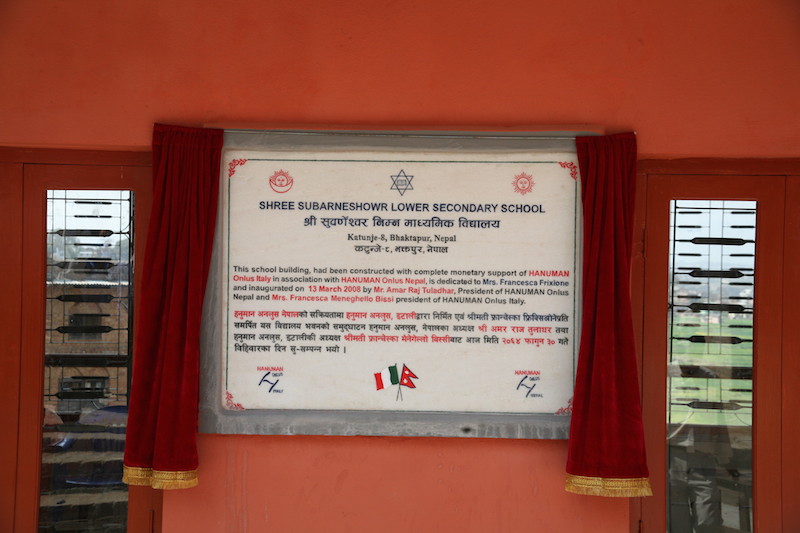 SHREE SUBARNESHOWR LOWER SECONDARY SCHOOL
श्री सुवर्णेश्वर निम्न माध्यमिक विद्यालय
Katunje-8, Bhaktapur, Nepal
कटुन्जे-८, भक्तपुर, नेपाल
This school building, had been constructed with complete monetary support of HANUMAN
Onlus Italy in association with HANUMAN Onlus Nepal, is dedicated to Mrs. Francesca Frixione
and inaugurated on 13 March 2008 by Mr. Amar Raj Tuladhar, President of HANUMAN Onlus
Nepal and Mrs. Francesca Meneghello Bissi president of HANUMAN Onlus Italy.
हनुमान अनलुस नेपालको सक्रियतामा हनुमान अनलुस, इटालीद्वारा निर्मित एवं श्रीमती फ्रान्चेस्का फ्रिक्सिवनेप्रति
समर्पित यस विद्यालय भवनको समुद्घाटन हनुमान अनलुस, नेपालका अध्यक्ष श्री अमर राज तुलाधर तथा
हनुमान अनलुस, इटालीकी अध्यक्ष श्रीमती फ्रान्चेस्का मेनेगेल्लो बिस्सीबाट आज मिति २०६४ फागुन ३० गते
विहिवारका दिन सु-सम्पन्न भयो ।
HANUMAN
ITALY
HANUMAN
NEPAL